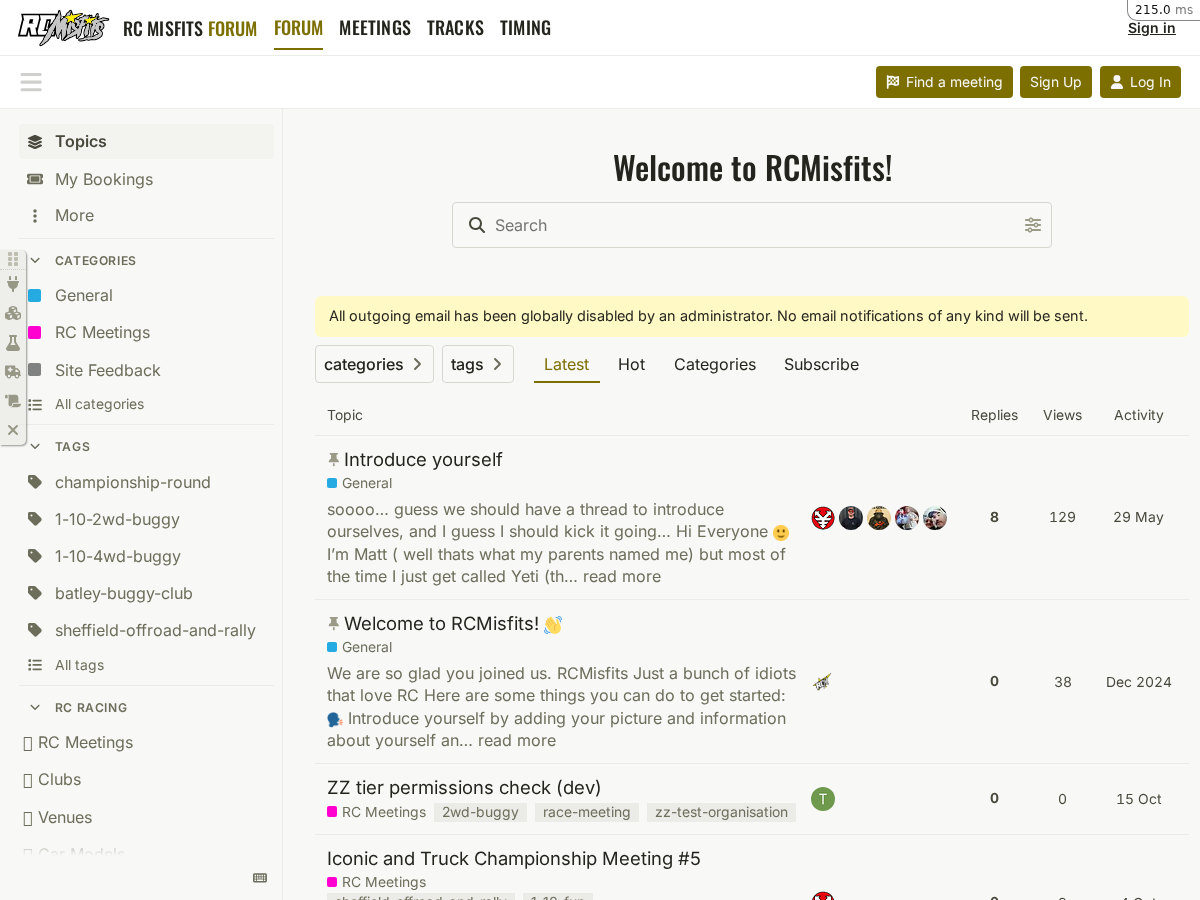 215.0 ms
RC Misfits
RC MISFITS FORUM
FORUM
MEETINGS
TRACKS
TIMING
Sign in
Find a meeting
Sign Up
Log In
Topics
My Bookings
More
CATEGORIES
General
RC Meetings
Site Feedback
All categories
TAGS
championship-round
1-10-2wd-buggy
1-10-4wd-buggy
batley-buggy-club
sheffield-offroad-and-rally
All tags
RC RACING
RC Meetings
Clubs
Venues
Car Models
Welcome to RCMisfits!
Search
All outgoing email has been globally disabled by an administrator. No email notifications of any kind will be sent.
categories
tags
Latest
Hot
Categories
Subscribe
Topic
Replies
Views
Activity
Introduce yourself
General
soooo… guess we should have a thread to introduce
ourselves, and I guess I should kick it going… Hi Everyone 🙂
I’m Matt ( well thats what my parents named me) but most of
the time I just get called Yeti (th… read more
8
129
29 May
Welcome to RCMisfits! 👋
General
We are so glad you joined us. RCMisfits Just a bunch of idiots
that love RC Here are some things you can do to get started:
🗣️ Introduce yourself by adding your picture and information
about yourself an… read more
0
38
Dec 2024
ZZ tier permissions check (dev)
RC Meetings 2wd-buggy race-meeting zz-test-organisation
T
0
0
15 Oct
Iconic and Truck Championship Meeting #5
RC Meetings